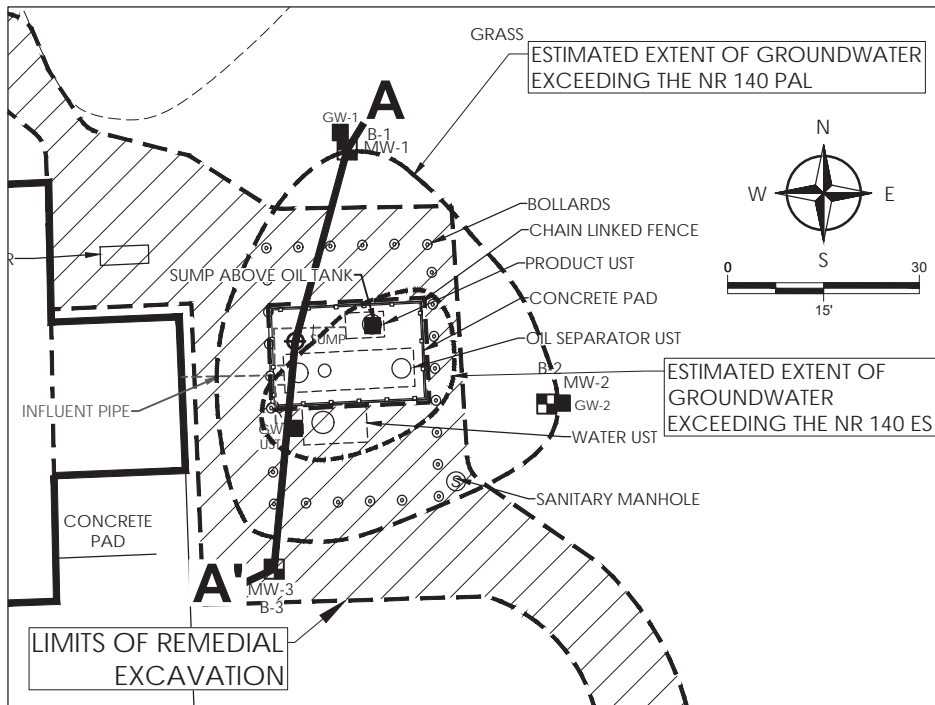 GRASS
ESTIMATED EXTENT OF GROUNDWATER
EXCEEDING THE NR 140 PAL
A
GW-1
B-1
MW-1
N
W
E
S
0
30
15'
BOLLARDS
CHAIN LINKED FENCE
PRODUCT UST
CONCRETE PAD
OIL SEPARATOR UST
R
SUMP ABOVE OIL TANK
SUMP
B-2
MW-2
GW-2
ESTIMATED EXTENT OF
GROUNDWATER
EXCEEDING THE NR 140 ES
INFLUENT PIPE
GW
UST
WATER UST
S
SANITARY MANHOLE
CONCRETE
PAD
A'
MW-3
B-3
LIMITS OF REMEDIAL
EXCAVATION